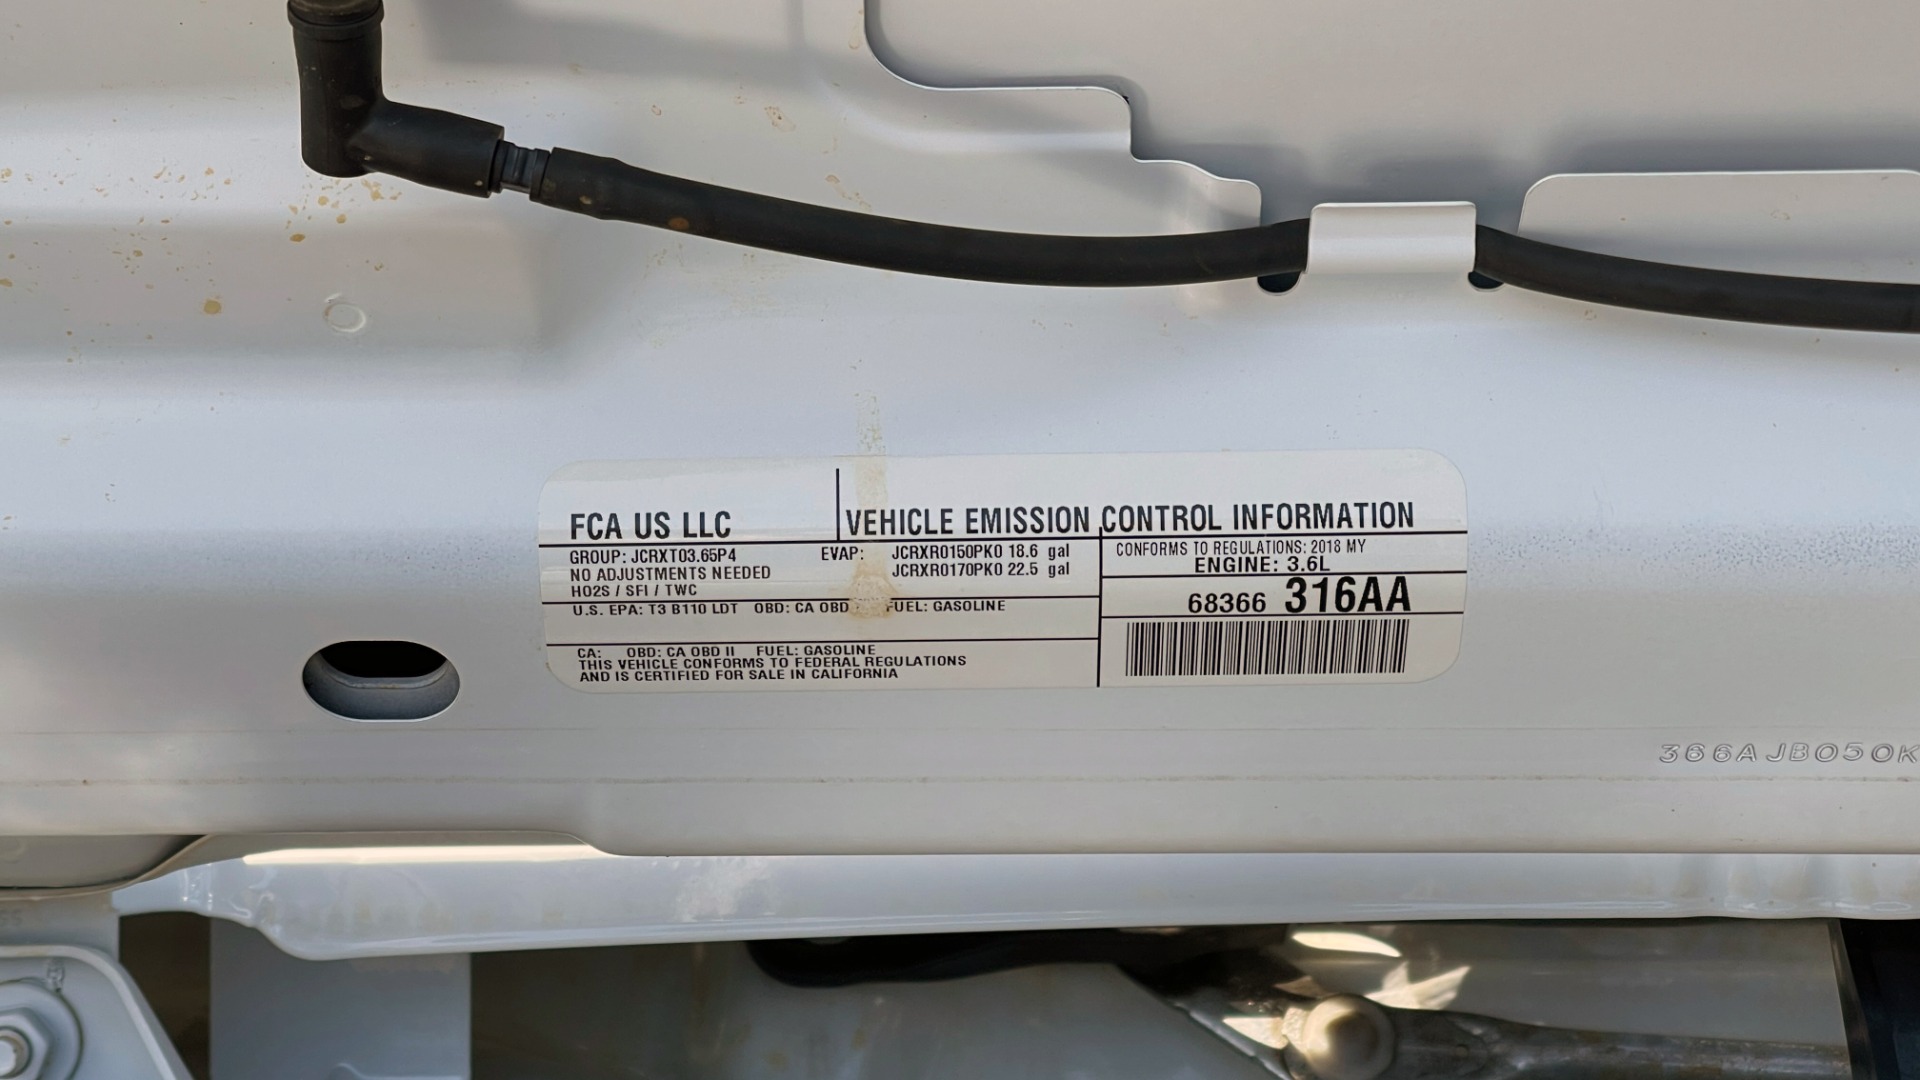 FCA US LLC
VEHICLE EMISSION CONTROL INFORMATION
GROUP: JCRXT03.65P4
NO ADJUSTMENTS NEEDED
HO2S / SFI / TWC
EVAP: JCRXR0150PK0 18.6 gal
JCRXR0170PK0 22.5 gal
CONFORMS TO REGULATIONS: 2018 MY
ENGINE: 3.6L
68366 316AA
U.S. EPA: T3 B110 LDT OBD: CA OBD FUEL: GASOLINE
CA: OBD: CA OBD II FUEL: GASOLINE
THIS VEHICLE CONFORMS TO FEDERAL REGULATIONS
AND IS CERTIFIED FOR SALE IN CALIFORNIA
366AJB050K